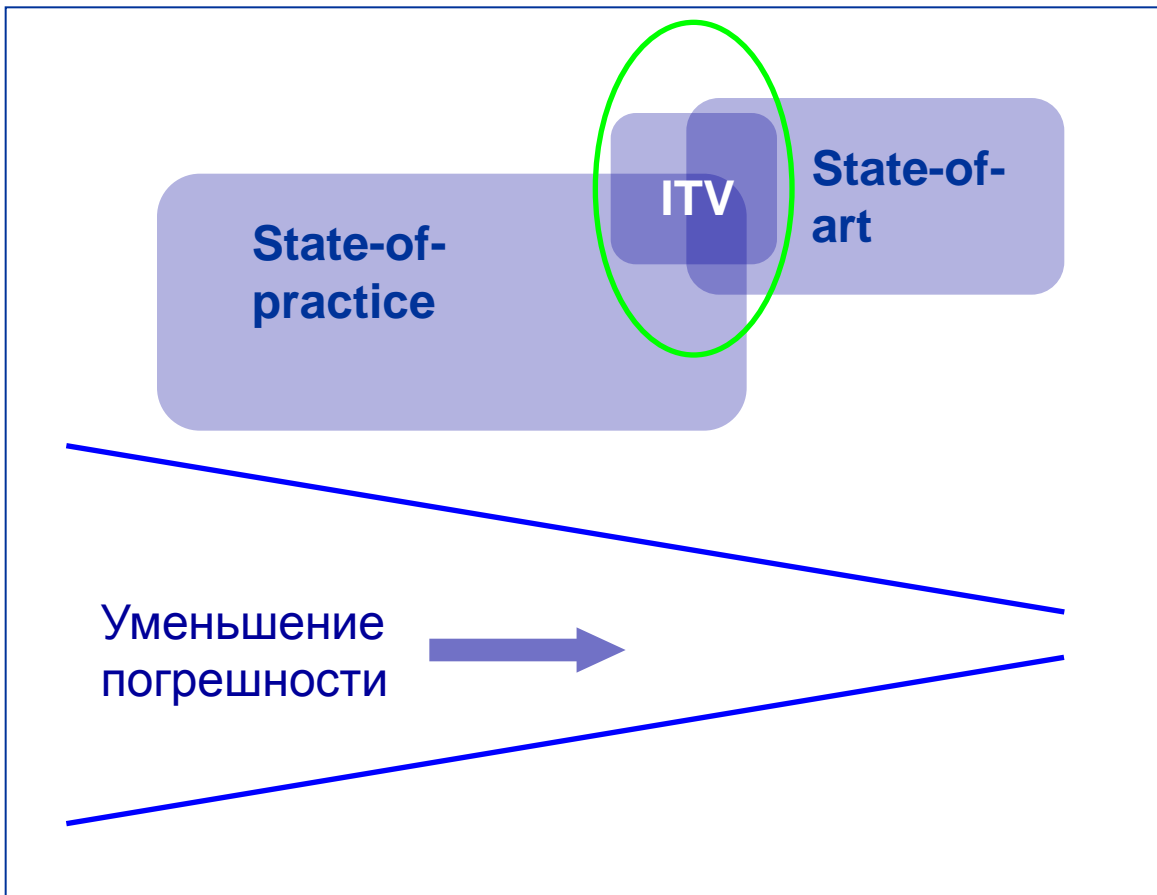 ITV
State-of-
art
State-of-
practice
Уменьшение
погрешности